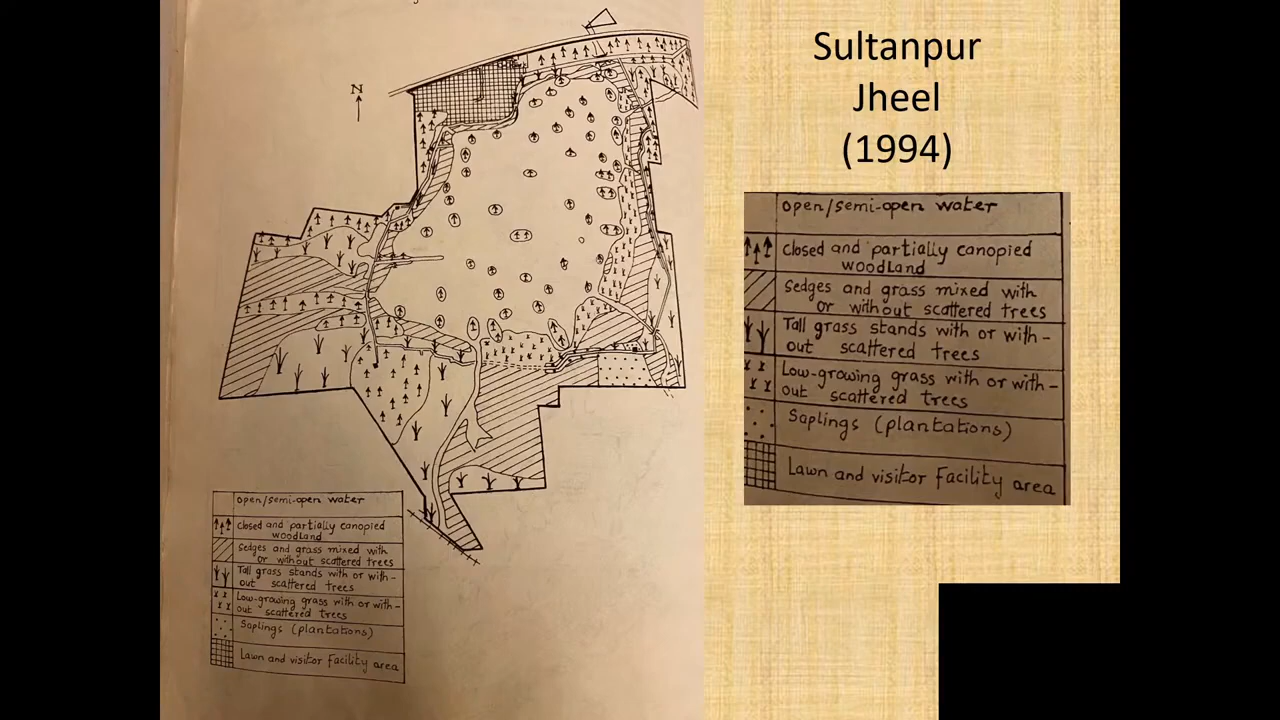 N
open/semi-open water
closed and partially canopied
woodland
Sedges and grass mixed with
or without scattered trees
Tall grass stands with or with-
out scattered trees
Low-growing grass with or with-
out scattered trees
Saplings (plantations)
Lawn and visitor facility area
Sultanpur
Jheel
(1994)
open/semi-open water
closed and partially canopied
woodland
Sedges and grass mixed with
or without scattered trees
Tall grass stands with or with-
out scattered trees
Low-growing grass with or with-
out scattered trees
Saplings (plantations)
Lawn and visitor facility area